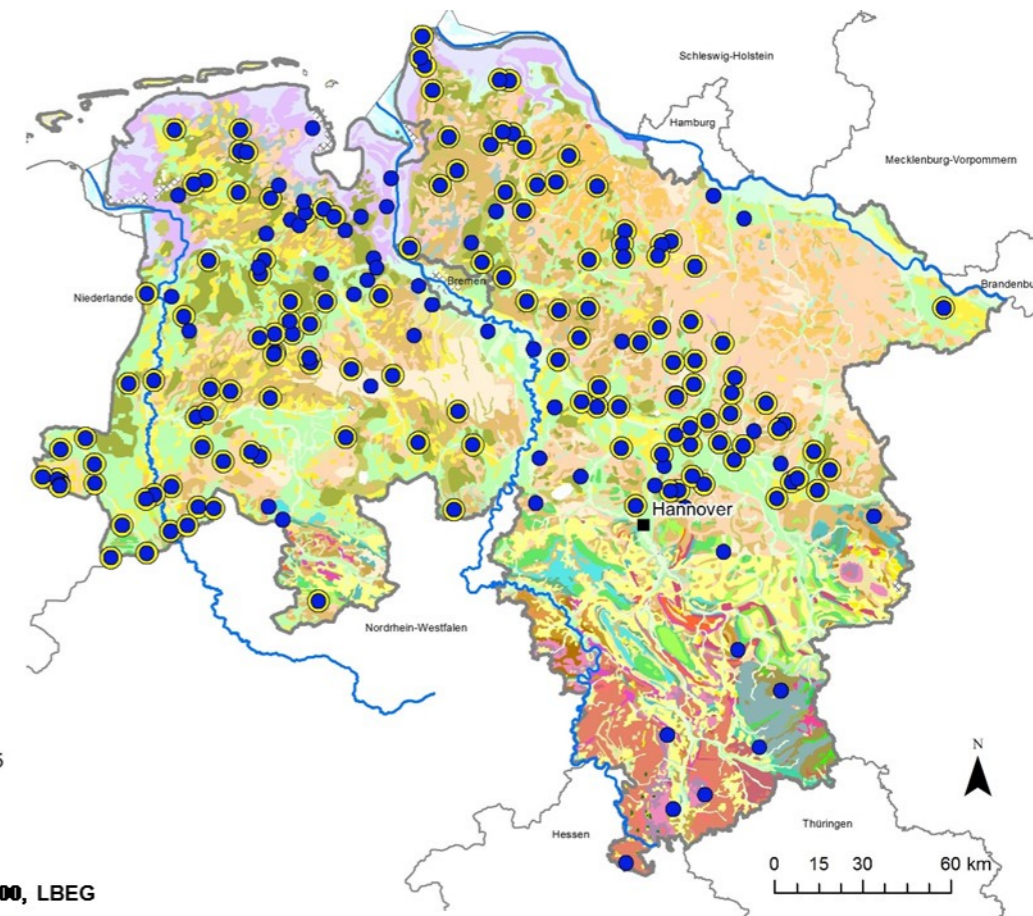 Schleswig-Holstein
Hamburg
Mecklenburg-Vorpommern
Niederlande
Bremen
Brandenbu
Hannover
Nordrhein-Westfalen
N
Hessen
Thüringen
0 15 30 60 km
00, LBEG